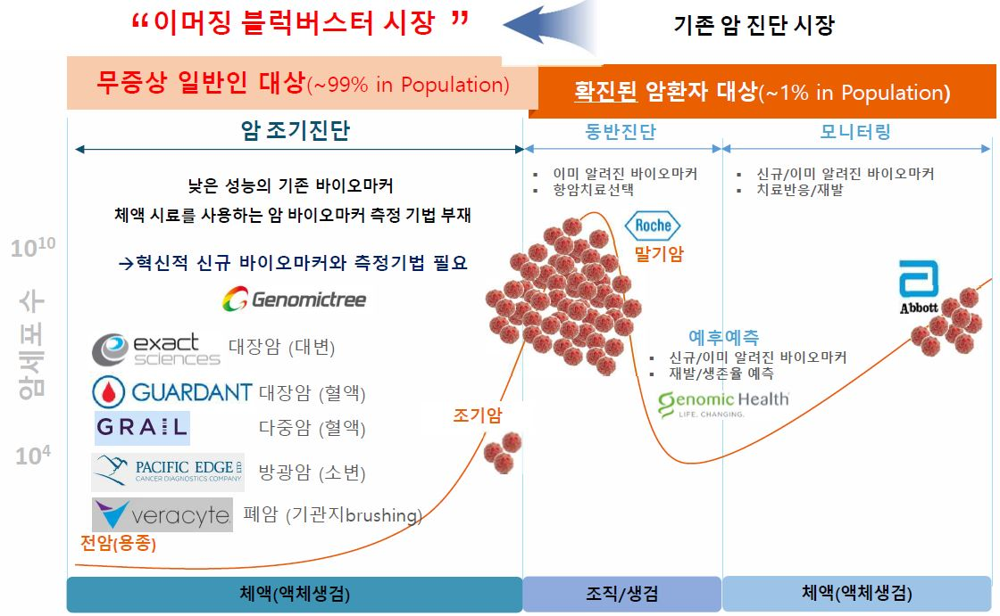 “이머징 블럭버스터 시장 ”
기존 암 진단 시장
무증상 일반인 대상(~99% in Population)
확진된 암환자 대상(~1% in Population)
암 조기진단
동반진단
모니터링
낮은 성능의 기존 바이오마커
체액 시료를 사용하는 암 바이오마커 측정 기법 부재
→혁신적 신규 바이오마커와 측정기법 필요
▪ 이미 알려진 바이오마커
▪ 항암치료선택
▪ 신규/이미 알려진 바이오마커
▪ 치료반응/재발
Roche
말기암
10¹⁰
암세포 수
10⁴
Genomictree
exact sciences 대장암 (대변)
GUARDANT 대장암 (혈액)
GRAIL 다중암 (혈액)
PACIFIC EDGE LTD
CANCER DIAGNOSTICS COMPANY
방광암 (소변)
veracyte. 폐암 (기관지brushing)
전암(용종)
조기암
예후예측
▪ 신규/이미 알려진 바이오마커
▪ 재발/생존율 예측
Genomic Health
LIFE, CHANGING.
Abbott
체액(액체생검)
조직/생검
체액(액체생검)